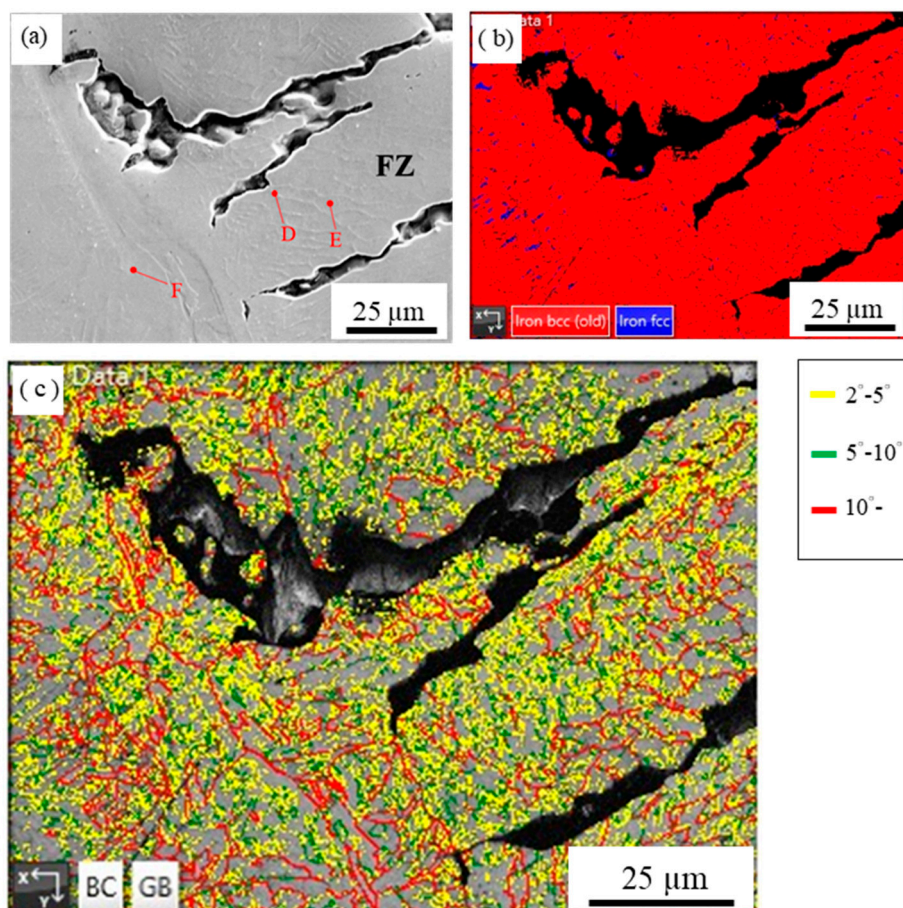 (a)
FZ
D
E
F
25 μm
( b )
Data 1
Iron bcc (old)
Iron fcc
X
Y
25 μm
( c )
Data 1
2°-5°
5°-10°
10°-
X
Y
BC
GB
25 μm